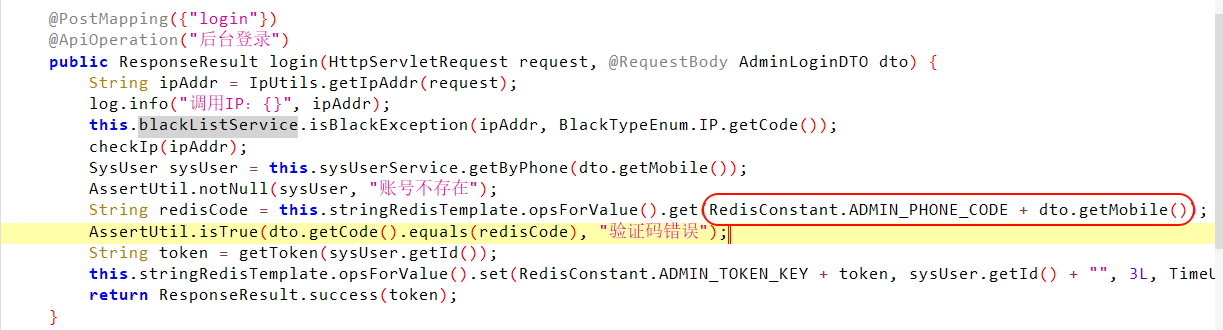 @PostMapping({"login"})
@ApiOperation("后台登录")
public ResponseResult login(HttpServletRequest request, @RequestBody AdminLoginDTO dto) {
String ipAddr = IpUtils.getIpAddr(request);
log.info("调用IP: {}", ipAddr);
this.blackListService.isBlackException(ipAddr, BlackTypeEnum.IP.getCode());
checkIp(ipAddr);
SysUser sysUser = this.sysUserService.getByPhone(dto.getMobile());
AssertUtil.notNull(sysUser, "账号不存在");
String redisCode = this.stringRedisTemplate.opsForValue().get(RedisConstant.ADMIN_PHONE_CODE + dto.getMobile());
AssertUtil.isTrue(dto.getCode().equals(redisCode), "验证码错误");
String token = getToken(sysUser.getId());
this.stringRedisTemplate.opsForValue().set(RedisConstant.ADMIN_TOKEN_KEY + token, sysUser.getId() + "", 3L, TimeU
return ResponseResult.success(token);
}